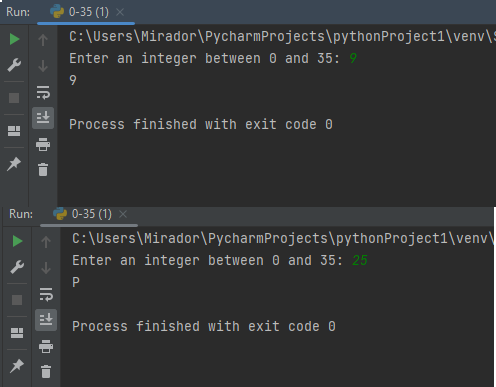 Run: 0-35 (1) ×
C:\Users\Mirador\PycharmProjects\pythonProject1\venv\S
Enter an integer between 0 and 35: 9
9
Process finished with exit code 0
Run: 0-35 (1) ×
C:\Users\Mirador\PycharmProjects\pythonProject1\venv\
Enter an integer between 0 and 35: 25
P
Process finished with exit code 0